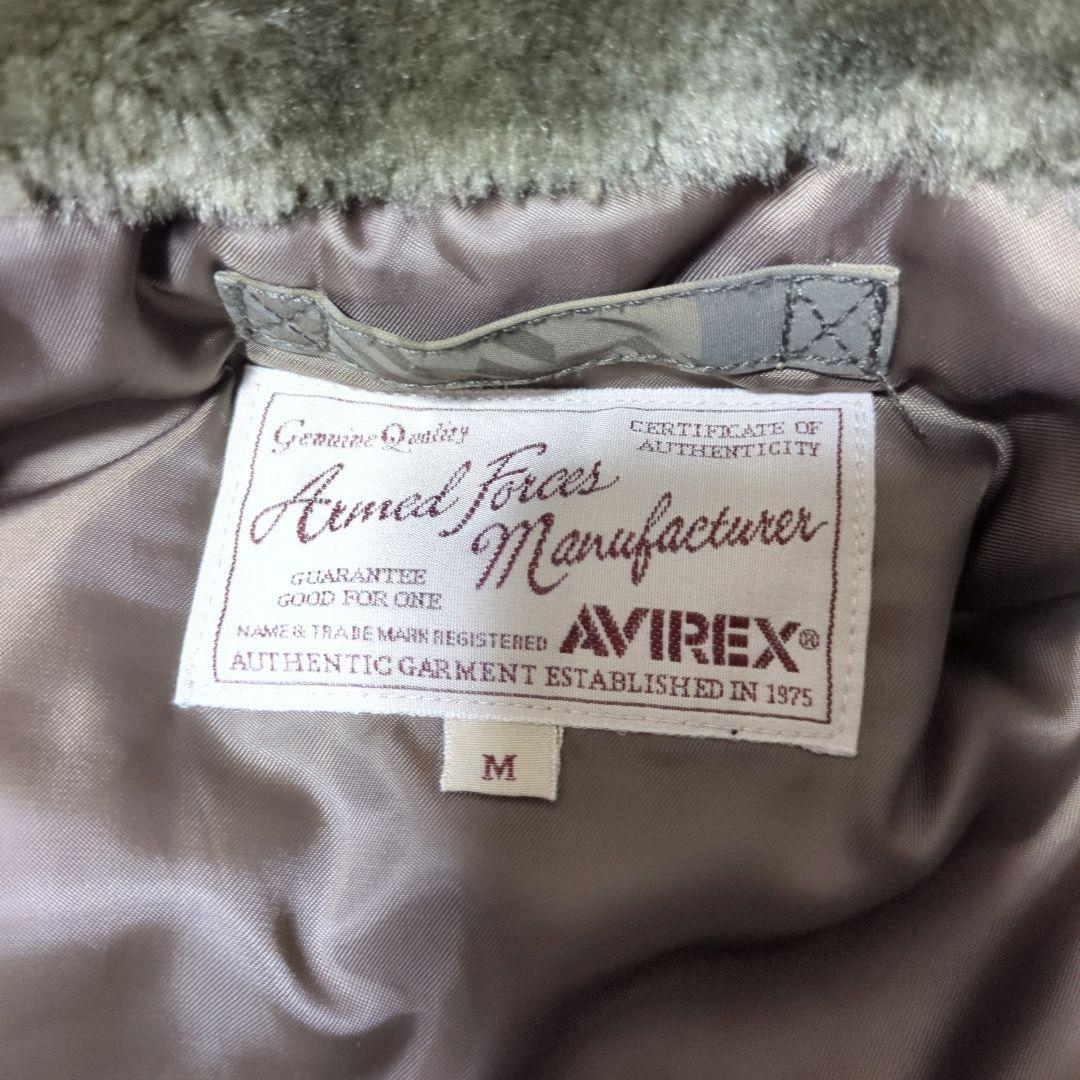 Genuine Quality
CERTIFICATE OF
AUTHENTICITY
Armed Forces
Manufacturer
GUARANTEE
GOOD FOR ONE
NAME & TRADE MARK REGISTERED
AVIREX®
AUTHENTIC GARMENT ESTABLISHED IN 1975
M